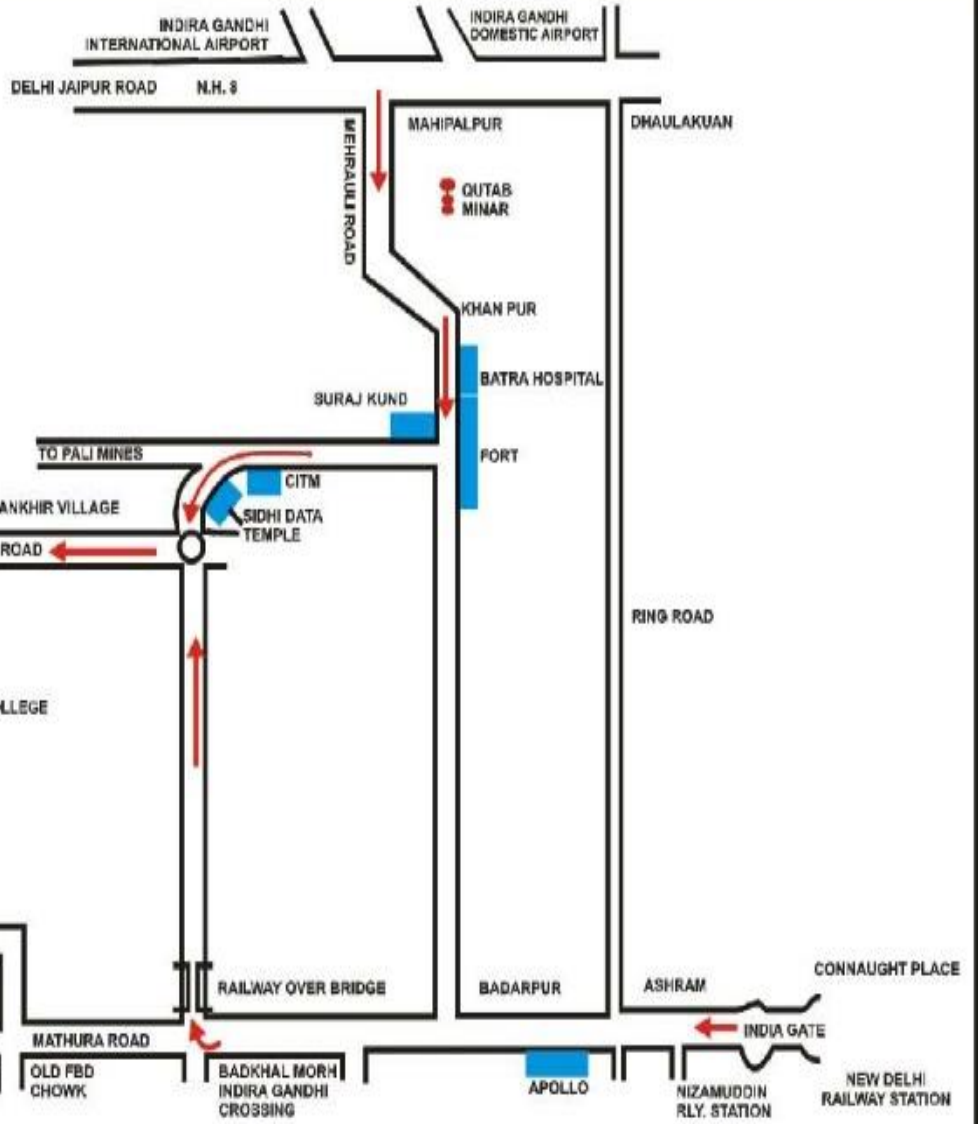 INDIRA GANDHI
INTERNATIONAL AIRPORT
INDIRA GANDHI
DOMESTIC AIRPORT
DELHI JAIPUR ROAD N.H. 8
MEHRAULI ROAD
MAHIPALPUR
DHAULAKUAN
QUTAB
MINAR
KHAN PUR
BATRA HOSPITAL
SURAJ KUND
TO PALI MINES
FORT
CITM
ANKHIR VILLAGE
SIDHI DATA
TEMPLE
ROAD
RING ROAD
LLEGE
CONNAUGHT PLACE
RAILWAY OVER BRIDGE
BADARPUR
ASHRAM
INDIA GATE
MATHURA ROAD
OLD FBD
CHOWK
BADKHAL MORH
INDIRA GANDHI
CROSSING
APOLLO
NIZAMUDDIN
RLY. STATION
NEW DELHI
RAILWAY STATION